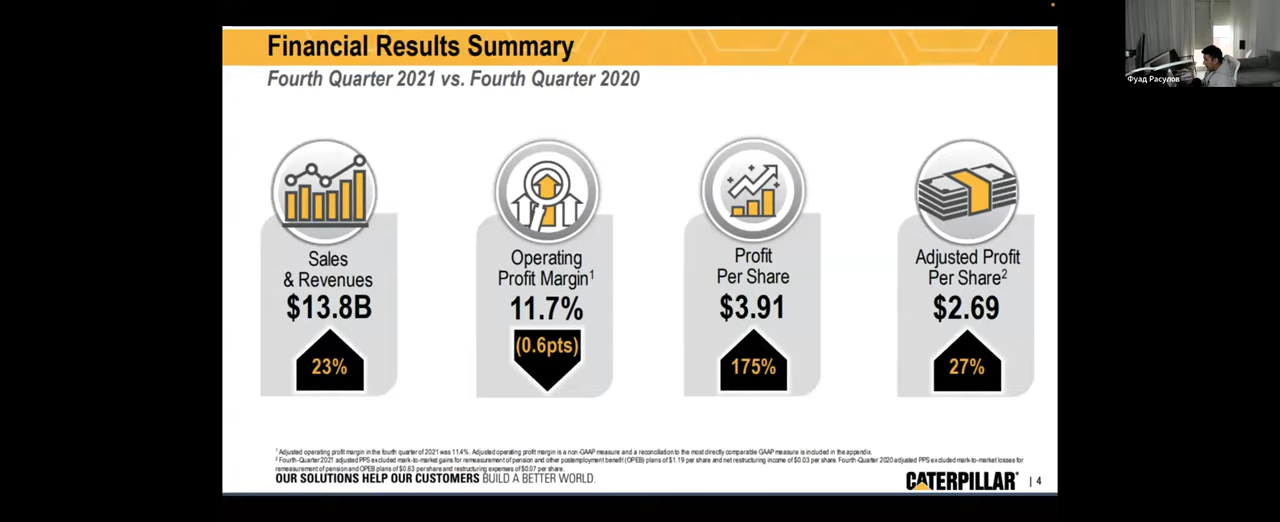 Financial Results Summary
Fourth Quarter 2021 vs. Fourth Quarter 2020
Фуад Расулов
Sales
& Revenues
$13.8B
23%
Operating
Profit Margin1
11.7%
(0.6pts)
Profit
Per Share
$3.91
175%
Adjusted Profit
Per Share2
$2.69
27%
1 Adjusted operating profit margin in the fourth quarter of 2021 was 11.4%. Adjusted operating profit margin is a non-GAAP measure and a reconciliation to the most directly comparable GAAP measure is included in the appendix.
2 Fourth-Quarter 2021 adjusted PPS excluded mark-to-market gains for remeasurement of pension and other postemployment benefit (OPEB) plans of $1.19 per share and net restructuring income of $0.03 per share. Fourth-Quarter 2020 adjusted PPS excluded mark-to-market losses for
remeasurement of pension and OPEB plans of $0.63 per share and restructuring expenses of $0.07 per share.
OUR SOLUTIONS HELP OUR CUSTOMERS BUILD A BETTER WORLD.
CATERPILLAR® | 4